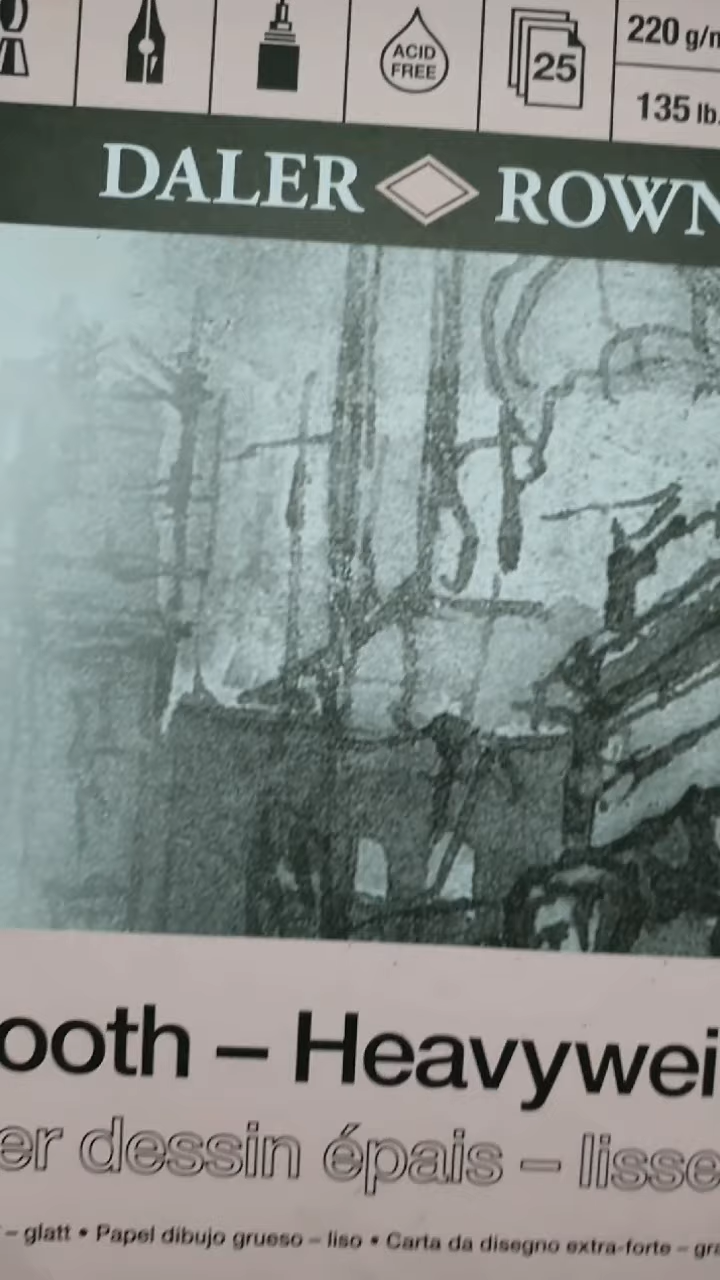 ACID
FREE
25
220 g/m
135 lb.
DALER ROWN
ooth – Heavywei
er dessin épais – lisse
– glatt • Papel dibujo grueso – liso • Carta da disegno extra-forte – gra